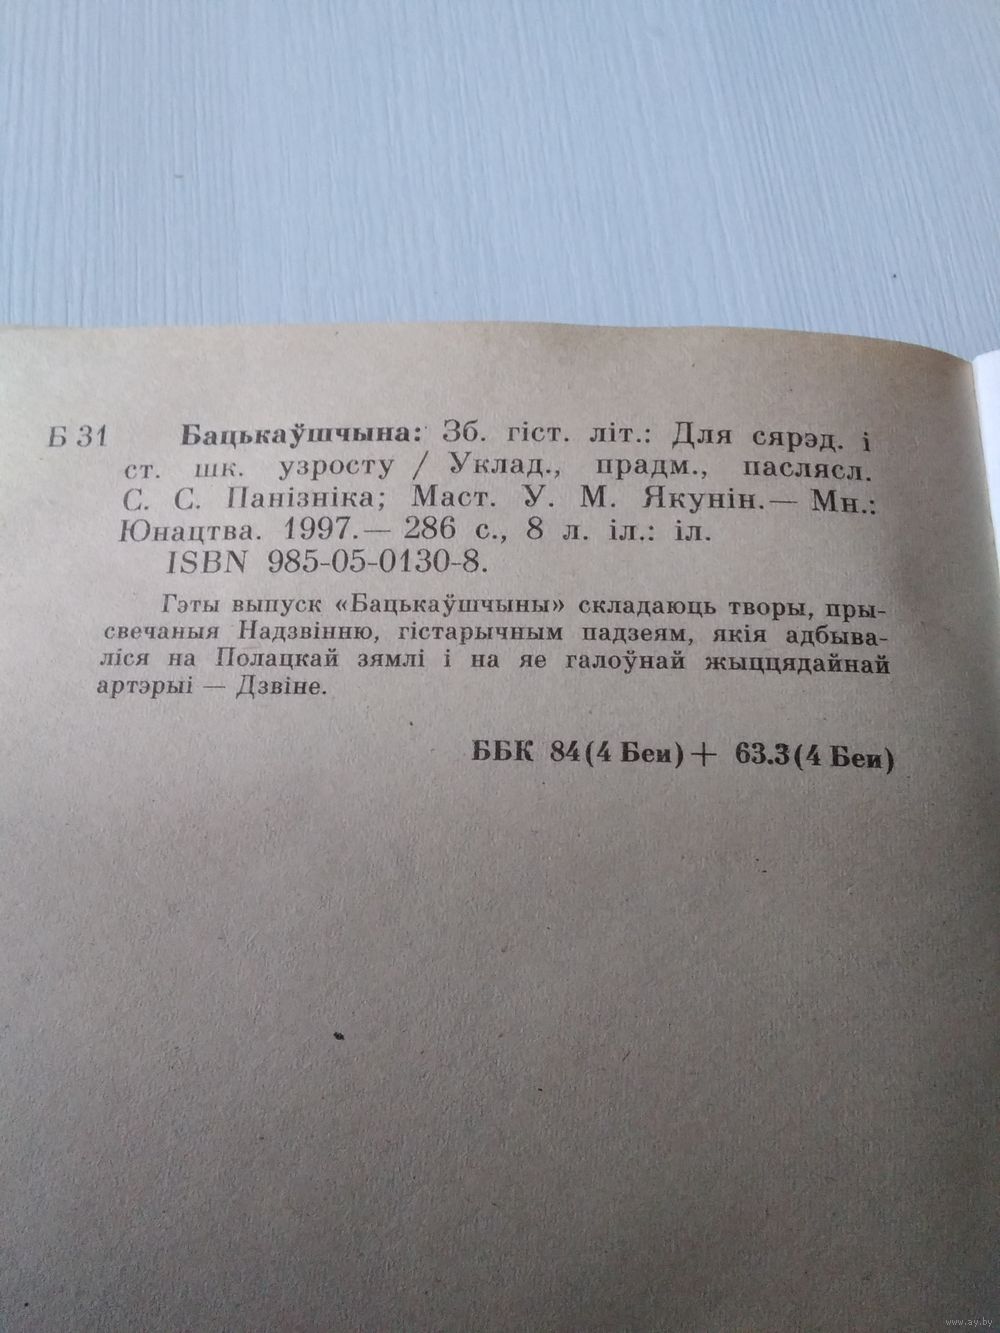 Б 31 Бацькаўшчына: Зб. гіст. літ.: Для сярэд. і
ст. шк. узросту / Уклад., прадм., паслясл.
С. С. Панізніка; Маст. У. М. Якунін.— Мн.:
Юнацтва. 1997.— 286 с., 8 л. іл.: іл.
ISBN 985-05-0130-8.
Гэты выпуск «Бацькаўшчыны» складаюць творы, пры-
свечаныя Надзвінню, гістарычным падзеям, якія адбыва-
ліся на Полацкай зямлі і на яе галоўнай жыццядайнай
артэрыі — Дзвіне.
ББК 84(4 Беи)+ 63.3(4 Беи)
www.ay.by